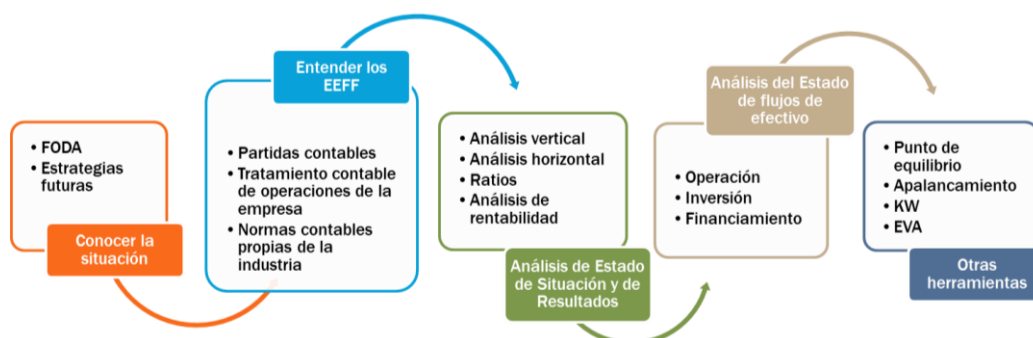 • FODA
• Estrategias
futuras
Conocer la
situación
Entender los
EEFF
• Partidas contables
• Tratamiento contable
de operaciones de la
empresa
• Normas contables
propias de la
industria
• Análisis vertical
• Análisis horizontal
• Ratios
• Análisis de
rentabilidad
Análisis de Estado
de Situación y de
Resultados
Análisis del Estado
de flujos de
efectivo
• Operación
• Inversión
• Financiamiento
• Punto de
equilibrio
• Apalancamiento
• KW
• EVA
Otras
herramientas